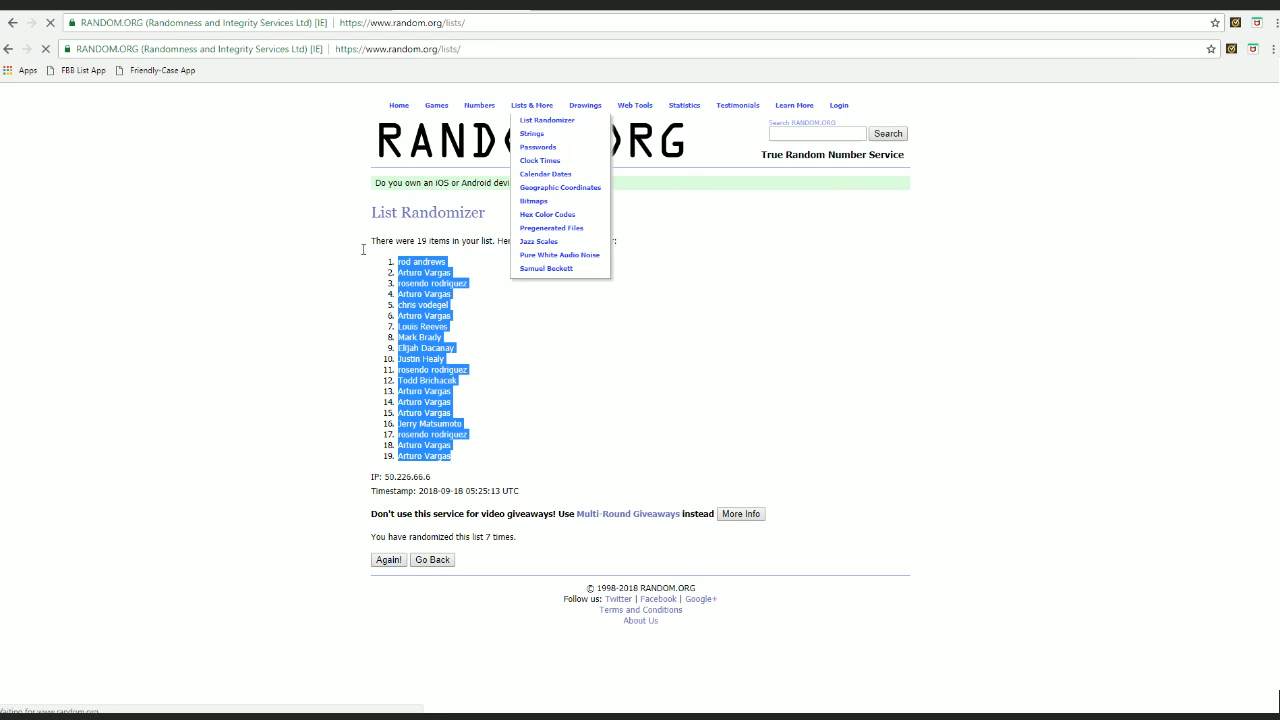 RANDOM.ORG (Randomness and Integrity Services Ltd) [IE] | https://www.random.org/lists/
RANDOM.ORG (Randomness and Integrity Services Ltd) [IE] | https://www.random.org/lists/
Apps FBB List App Friendly-Case App
Home Games Numbers Lists & More Drawings Web Tools Statistics Testimonials Learn More Login
List Randomizer
Strings
Passwords
Clock Times
Calendar Dates
Geographic Coordinates
Bitmaps
Hex Color Codes
Pregenerated Files
Jazz Scales
Pure White Audio Noise
Samuel Beckett
Search RANDOM.ORG
Search
True Random Number Service
Do you own an iOS or Android
List Randomizer
There were 19 items in your list.
1. rod andrews
2. Arturo Vargas
3. rosendo rodriguez
4. Arturo Vargas
5. chris vodegel
6. Arturo Vargas
7. Louis Reeves
8. Mark Brady
9. Elijah Dacanay
10. Justin Healy
11. rosendo rodriguez
12. Todd Brichacek
13. Arturo Vargas
14. Arturo Vargas
15. Arturo Vargas
16. Jerry Matsumoto
17. rosendo rodriguez
18. Arturo Vargas
19. Arturo Vargas
IP: 50.226.66.6
Timestamp: 2018-09-18 05:25:13 UTC
Don't use this service for video giveaways! Use Multi-Round Giveaways instead More Info
You have randomized this list 7 times.
Again! Go Back
© 1998-2018 RANDOM.ORG
Follow us: Twitter | Facebook | Google+
Terms and Conditions
About Us